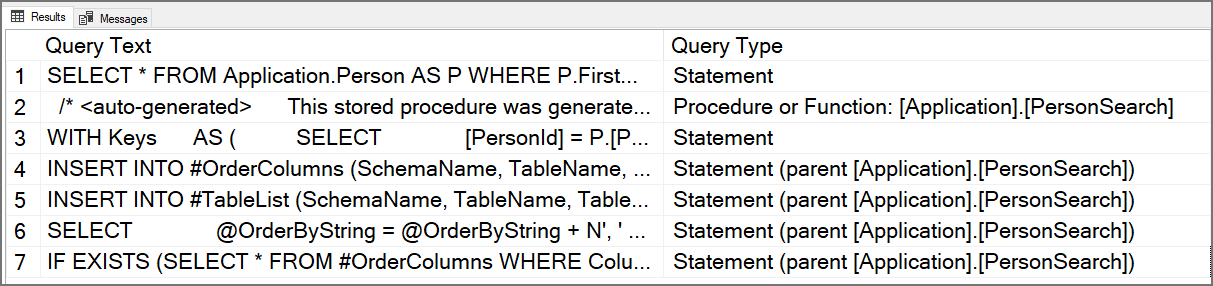 Results Messages
Query Text Query Type
1 SELECT * FROM Application.Person AS P WHERE P.First... Statement
2 /* <auto-generated> This stored procedure was generate... Procedure or Function: [Application].[PersonSearch]
3 WITH Keys AS ( SELECT [PersonId] = P.[P... Statement
4 INSERT INTO #OrderColumns (SchemaName, TableName, ... Statement (parent [Application].[PersonSearch])
5 INSERT INTO #TableList (SchemaName, TableName, Table... Statement (parent [Application].[PersonSearch])
6 SELECT @OrderByString = @OrderByString + N', ' ... Statement (parent [Application].[PersonSearch])
7 IF EXISTS (SELECT * FROM #OrderColumns WHERE Colu... Statement (parent [Application].[PersonSearch])